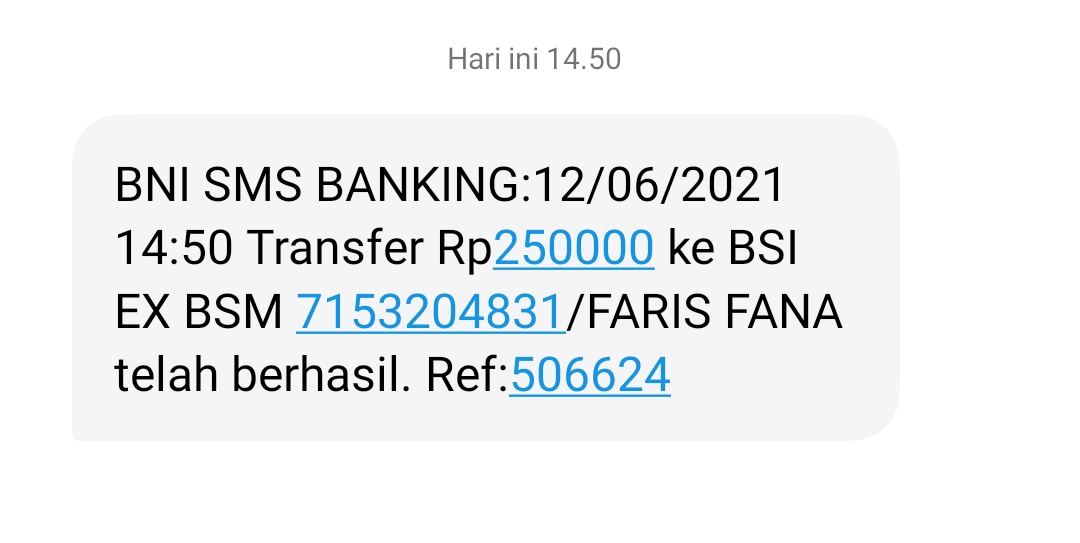 Hari ini 14.50
BNI SMS BANKING:12/06/2021
14:50 Transfer Rp250000 ke BSI
EX BSM 7153204831/FARIS FANA
telah berhasil. Ref:506624